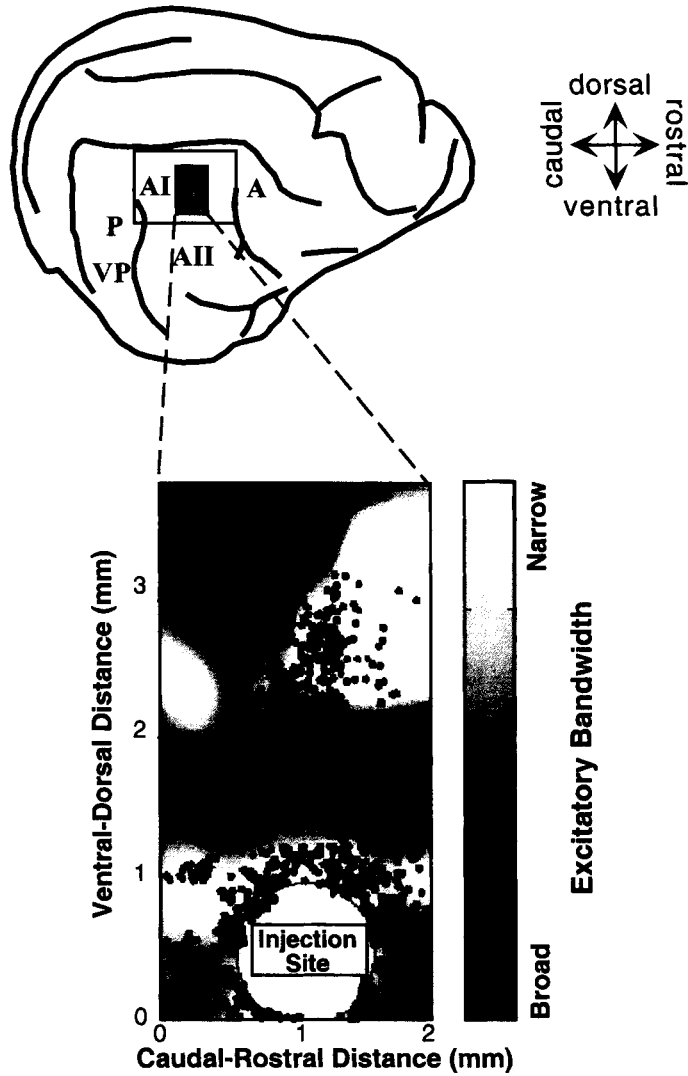 dorsal
caudal
rostral
ventral
AI
A
P
AII
VP
Narrow
3
Ventral-Dorsal Distance (mm)
2
Excitatory Bandwidth
1
Injection
Site
Broad
0
0 1 2
Caudal-Rostral Distance (mm)